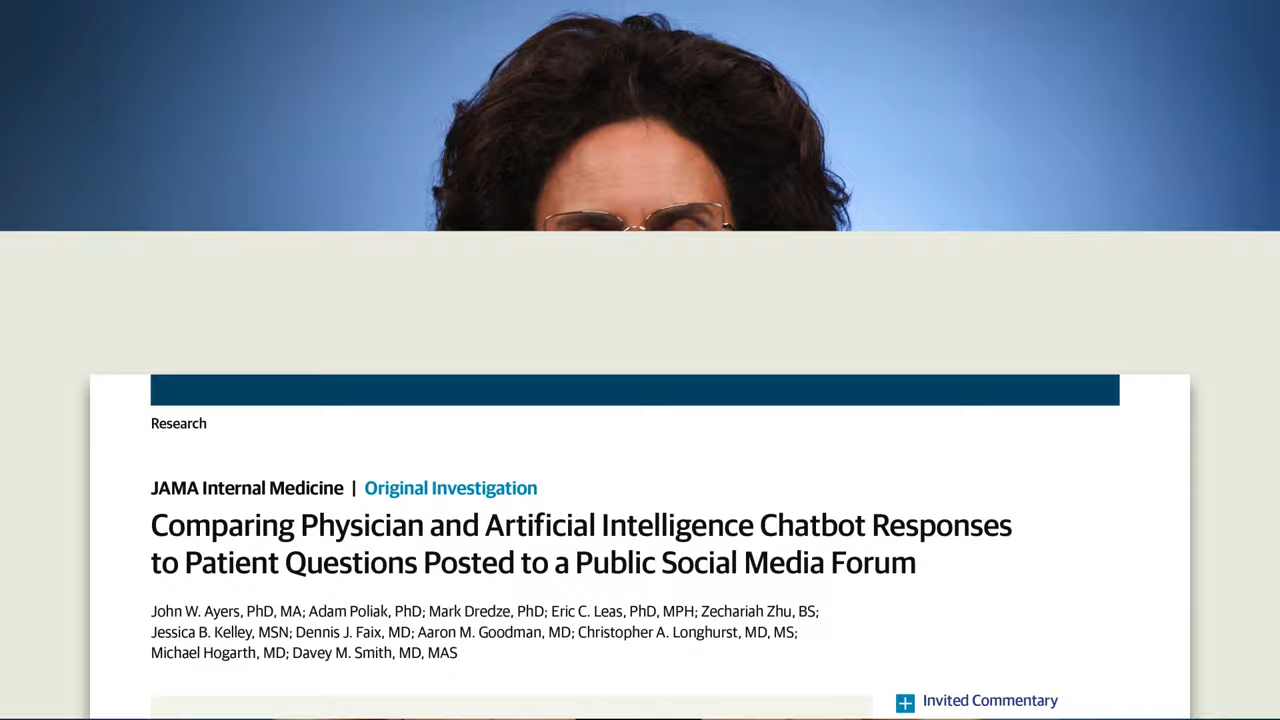 Research
JAMA Internal Medicine | Original Investigation
Comparing Physician and Artificial Intelligence Chatbot Responses
to Patient Questions Posted to a Public Social Media Forum
John W. Ayers, PhD, MA; Adam Poliak, PhD; Mark Dredze, PhD; Eric C. Leas, PhD, MPH; Zechariah Zhu, BS;
Jessica B. Kelley, MSN; Dennis J. Faix, MD; Aaron M. Goodman, MD; Christopher A. Longhurst, MD, MS;
Michael Hogarth, MD; Davey M. Smith, MD, MAS
Invited Commentary